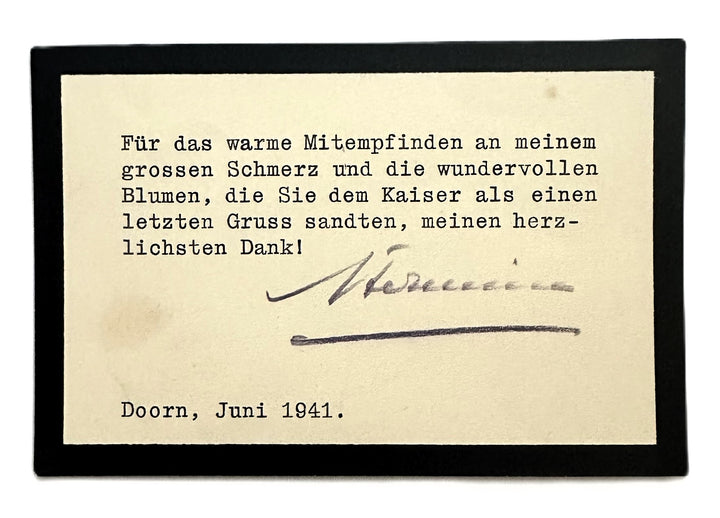 Für das warme Mitempfinden an meinem
grossen Schmerz und die wundervollen
Blumen, die Sie dem Kaiser als einen
letzten Gruss sandten, meinen herz-
lichsten Dank!
Hermine
Doorn, Juni 1941.